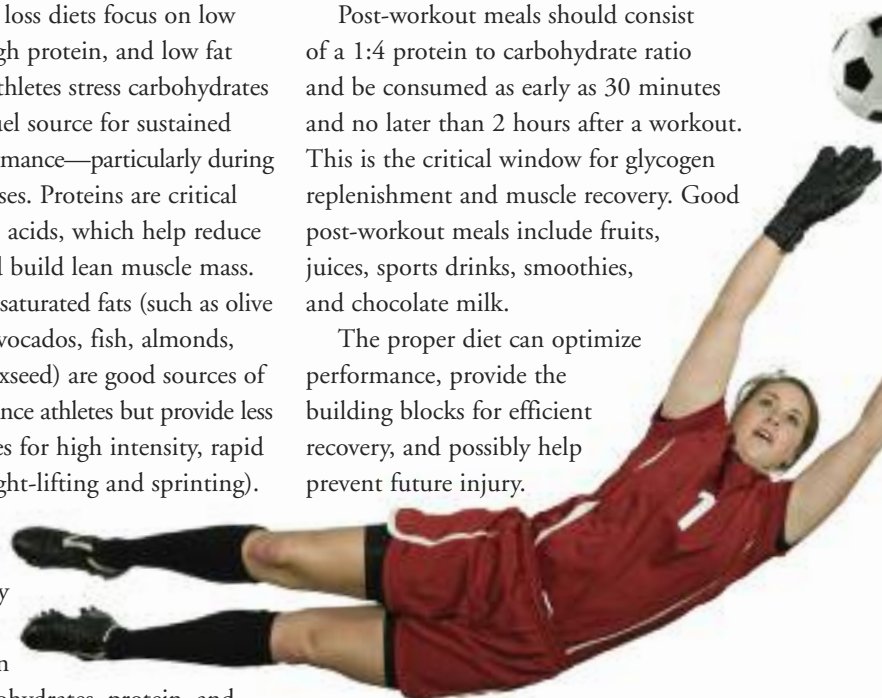 loss diets focus on low
gh protein, and low fat
thletes stress carbohydrates
uel source for sustained
mance—particularly during
ses. Proteins are critical
acids, which help reduce
d build lean muscle mass.
saturated fats (such as olive
vocados, fish, almonds,
xseed) are good sources of
nce athletes but provide less
es for high intensity, rapid
ght-lifting and sprinting).
y
n
ohydrates, protein, and
Post-workout meals should consist
of a 1:4 protein to carbohydrate ratio
and be consumed as early as 30 minutes
and no later than 2 hours after a workout.
This is the critical window for glycogen
replenishment and muscle recovery. Good
post-workout meals include fruits,
juices, sports drinks, smoothies,
and chocolate milk.
The proper diet can optimize
performance, provide the
building blocks for efficient
recovery, and possibly help
prevent future injury.
1